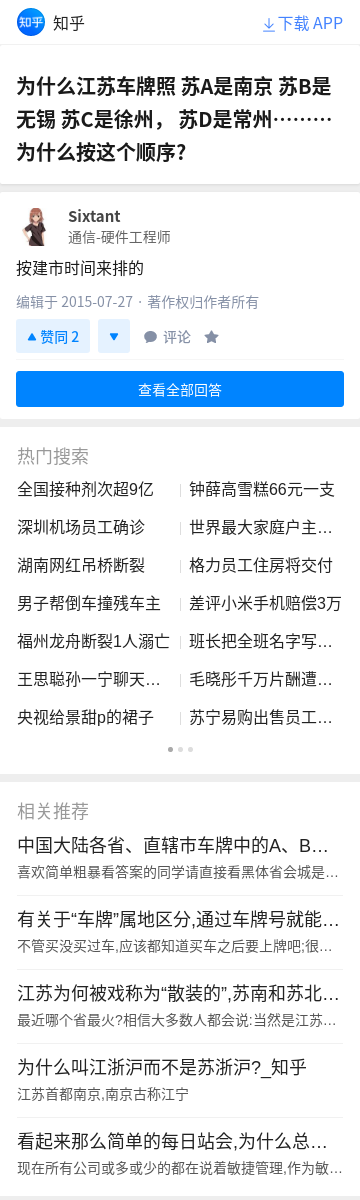 知乎 知乎 下载 APP
为什么江苏车牌照 苏A是南京 苏B是
无锡 苏C是徐州， 苏D是常州………
为什么按这个顺序?
Sixtant
通信-硬件工程师
按建市时间来排的
编辑于 2015-07-27 · 著作权归作者所有
赞同 2 评论
查看全部回答
热门搜索
全国接种剂次超9亿 钟薛高雪糕66元一支
深圳机场员工确诊 世界最大家庭户主…
湖南网红吊桥断裂 格力员工住房将交付
男子帮倒车撞残车主 差评小米手机赔偿3万
福州龙舟断裂1人溺亡 班长把全班名字写…
王思聪孙一宁聊天… 毛晓彤千万片酬遭…
央视给景甜p的裙子 苏宁易购出售员工…
相关推荐
中国大陆各省、直辖市车牌中的A、B…
喜欢简单粗暴看答案的同学请直接看黑体省会城是…
有关于“车牌”属地区分,通过车牌号就能…
不管买没买过车,应该都知道买车之后要上牌吧;很…
江苏为何被戏称为“散装的”,苏南和苏北…
最近哪个省最火?相信大多数人都会说:当然是江苏…
为什么叫江浙沪而不是苏浙沪?_知乎
江苏首都南京,南京古称江宁
看起来那么简单的每日站会,为什么总…
现在所有公司或多或少的都在说着敏捷管理,作为敏…